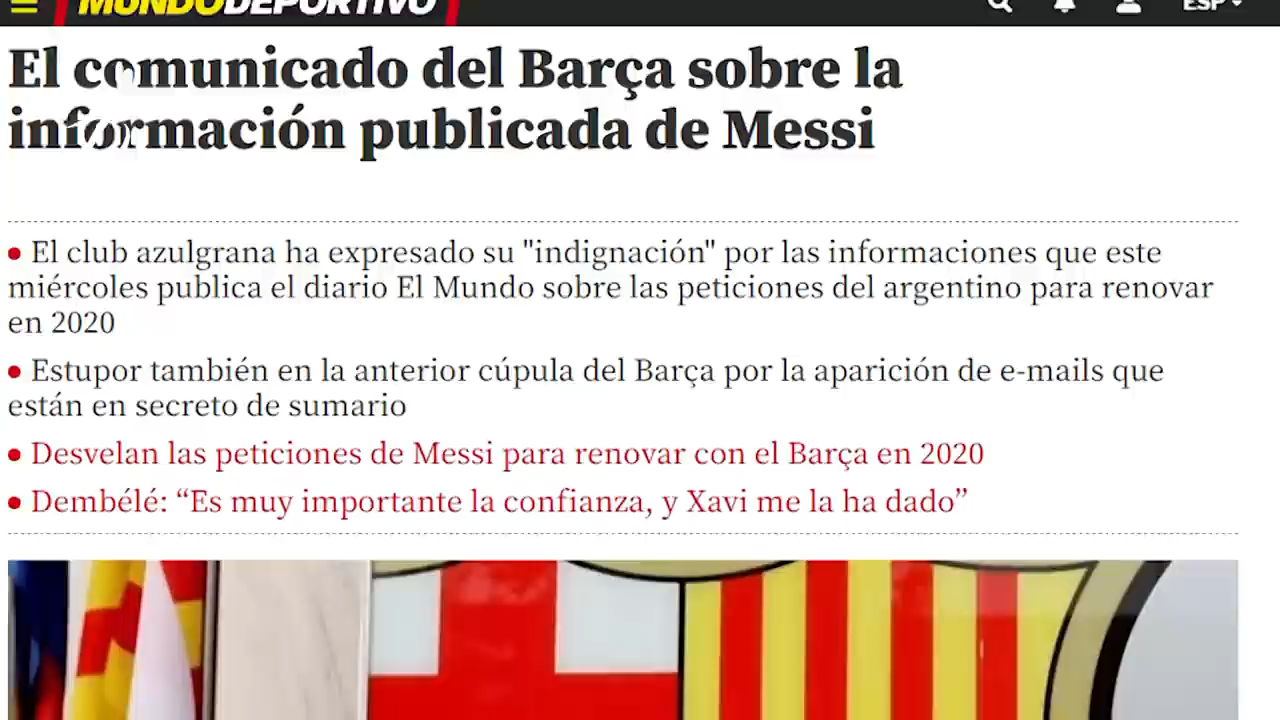 MUNDODEPORTIVO
ESP
El comunicado del Barça sobre la
información publicada de Messi
• El club azulgrana ha expresado su "indignación" por las informaciones que este
miércoles publica el diario El Mundo sobre las peticiones del argentino para renovar
en 2020
• Estupor también en la anterior cúpula del Barça por la aparición de e-mails que
están en secreto de sumario
• Desvelan las peticiones de Messi para renovar con el Barça en 2020
• Dembélé: “Es muy importante la confianza, y Xavi me la ha dado”